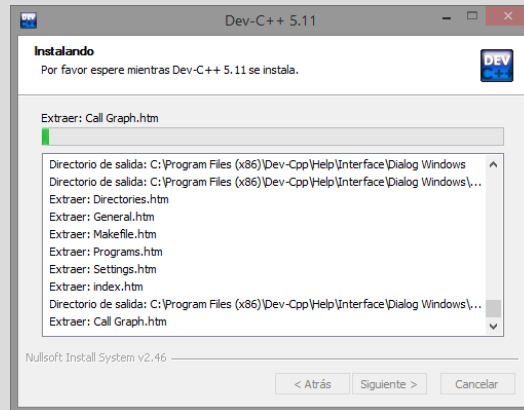 Dev-C++ 5.11
Instalando
Por favor espere mientras Dev-C++ 5.11 se instala.
DEV
C++
Extraer: Call Graph.htm
Directorio de salida: C:\Program Files (x86)\Dev-Cpp\Help\Interface\Dialog Windows
Directorio de salida: C:\Program Files (x86)\Dev-Cpp\Help\Interface\Dialog Windows\...
Extraer: Directories.htm
Extraer: General.htm
Extraer: Makefile.htm
Extraer: Programs.htm
Extraer: Settings.htm
Extraer: index.htm
Directorio de salida: C:\Program Files (x86)\Dev-Cpp\Help\Interface\Dialog Windows\...
Extraer: Call Graph.htm
Nullsoft Install System v2.46
< Atrás Siguiente > Cancelar